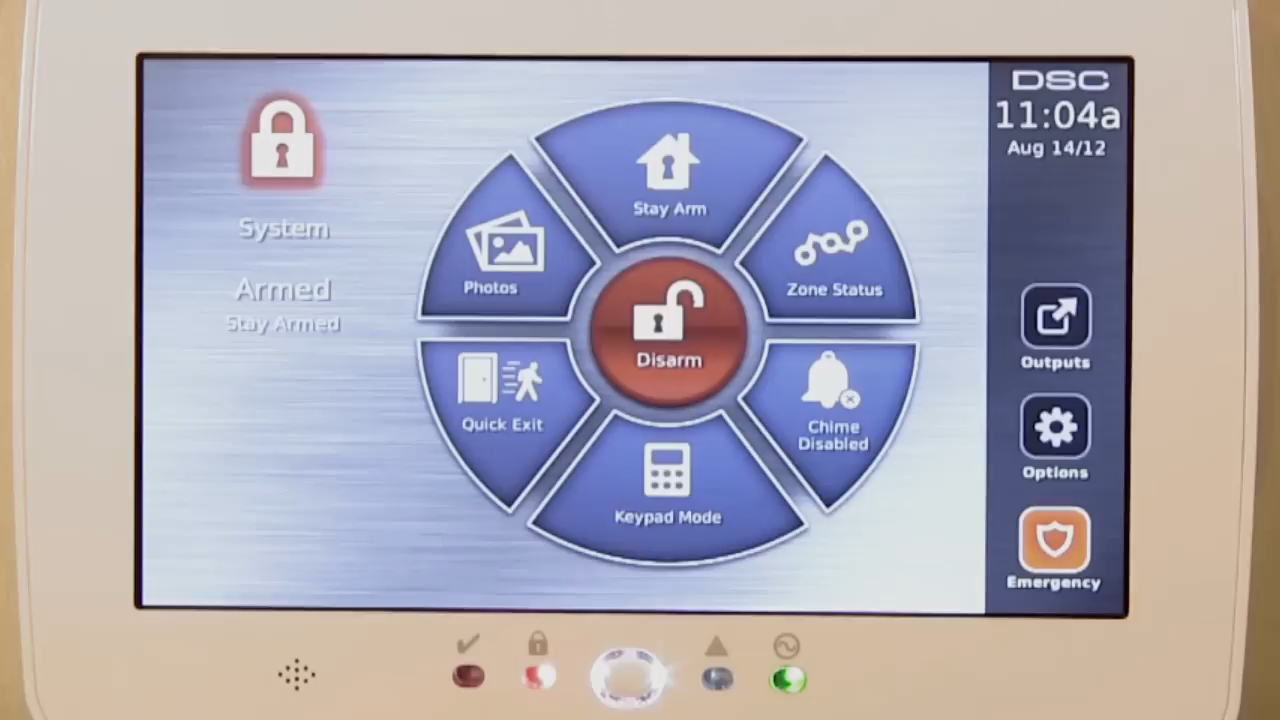 DSC
11:04a
Aug 14/12
System
Armed
Stay Armed
Stay Arm
Photos
Zone Status
Disarm
Quick Exit
Chime
Disabled
Keypad Mode
Outputs
Options
Emergency